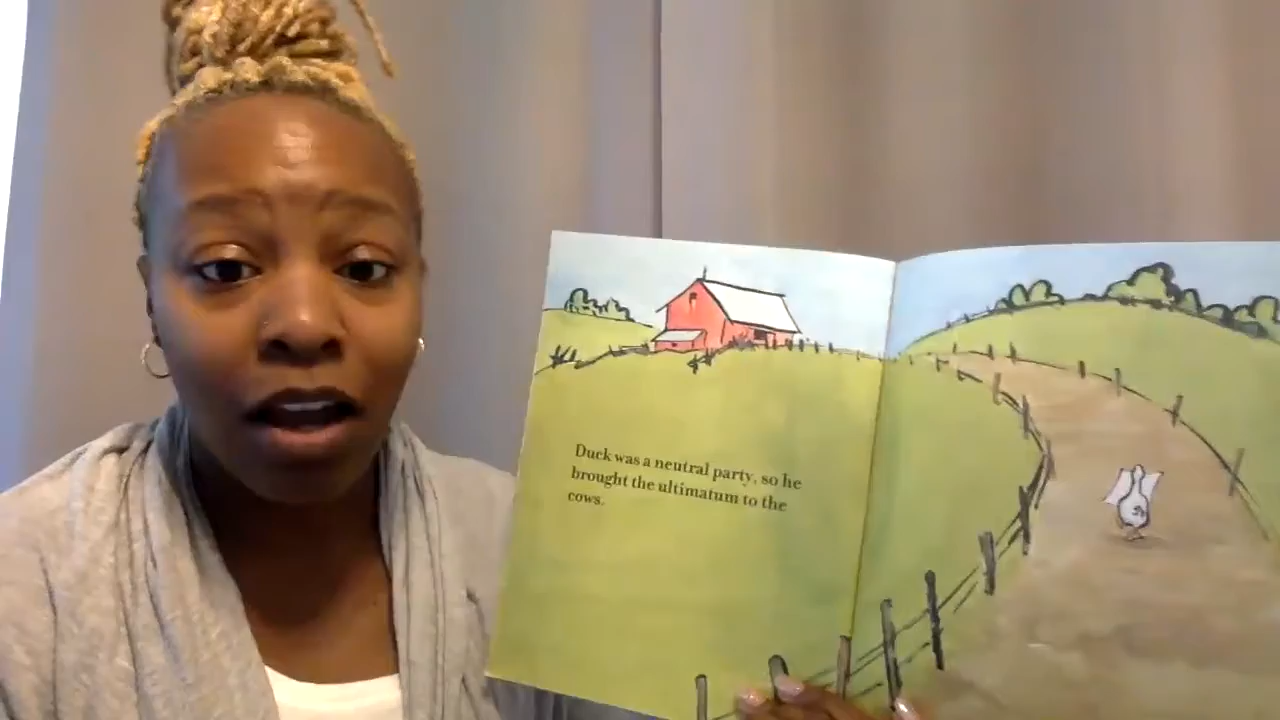 Duck was a neutral party, so he
brought the ultimatum to the
cows.